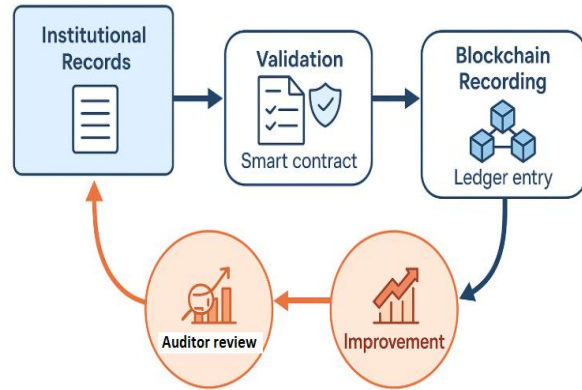 Institutional
Records
Validation
Smart contract
Blockchain
Recording
Ledger entry
Improvement
Auditor review